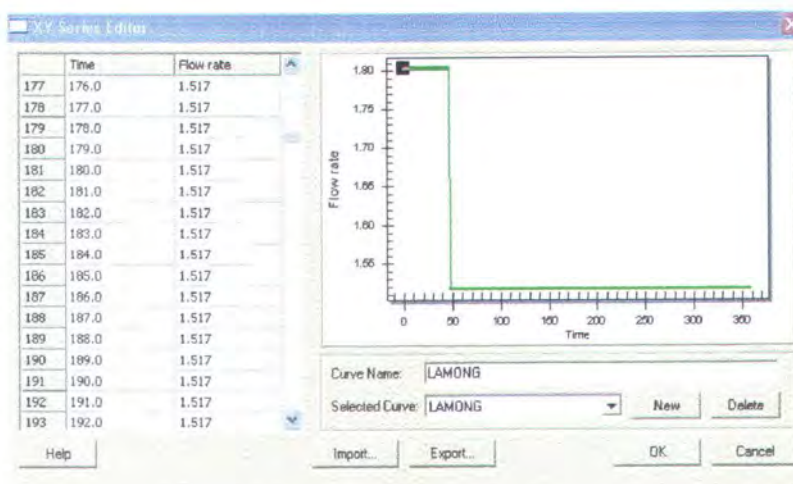 XY Series Editor
Time Flow rate
177 176.0 1.517
178 177.0 1.517
179 178.0 1.517
180 179.0 1.517
181 180.0 1.517
182 181.0 1.517
183 182.0 1.517
184 183.0 1.517
185 184.0 1.517
186 185.0 1.517
187 186.0 1.517
188 187.0 1.517
189 188.0 1.517
190 189.0 1.517
191 190.0 1.517
192 191.0 1.517
193 192.0 1.517
Flow rate
1.80
1.75
1.70
1.65
1.60
1.55
0 50 100 150 200 250 300 350
Time
Curve Name: LAMONG
Selected Curve: LAMONG New Delete
Help Import... Export... OK Cancel